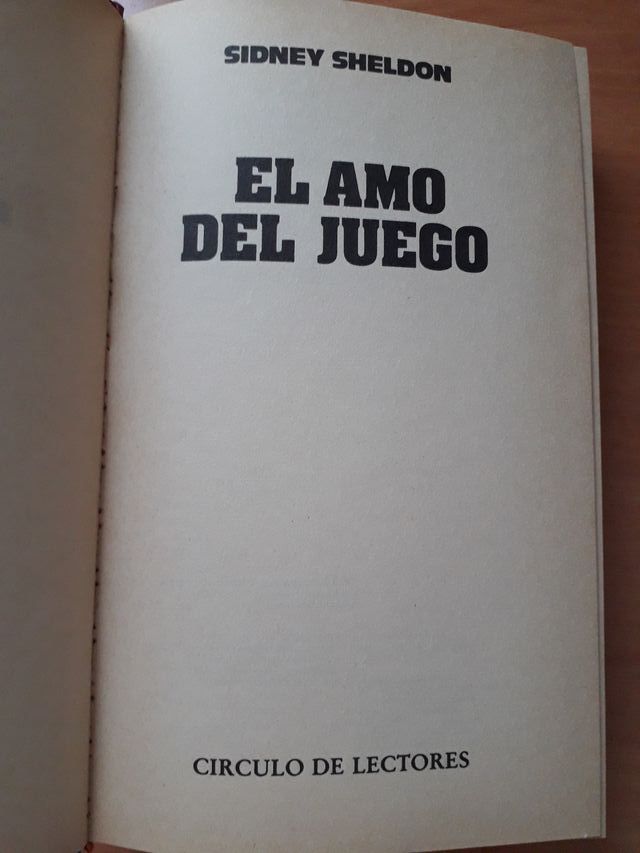 SIDNEY SHELDON
EL AMO
DEL JUEGO
CIRCULO DE LECTORES